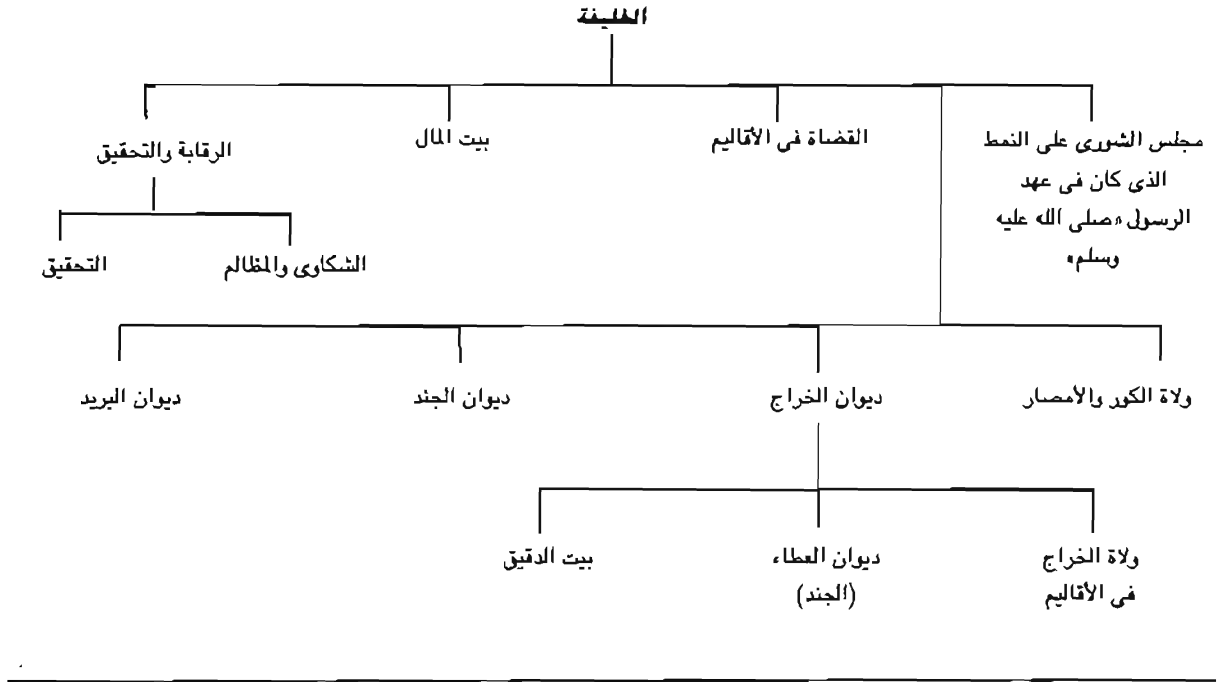 الخليفة
مجلس الشورى على النمط
الذى كان فى عهد
الرسول «صلى الله عليه
وسلم»
القضاة فى الأقاليم
بيت المال
الرقابة والتحقيق
الشكاوى والمظالم
التحقيق
ولاة الكور والأمصار
ديوان الخراج
ديوان الجند
ديوان البريد
ولاة الخراج
فى الأقاليم
ديوان العطاء
(الجند)
بيت الدقيق